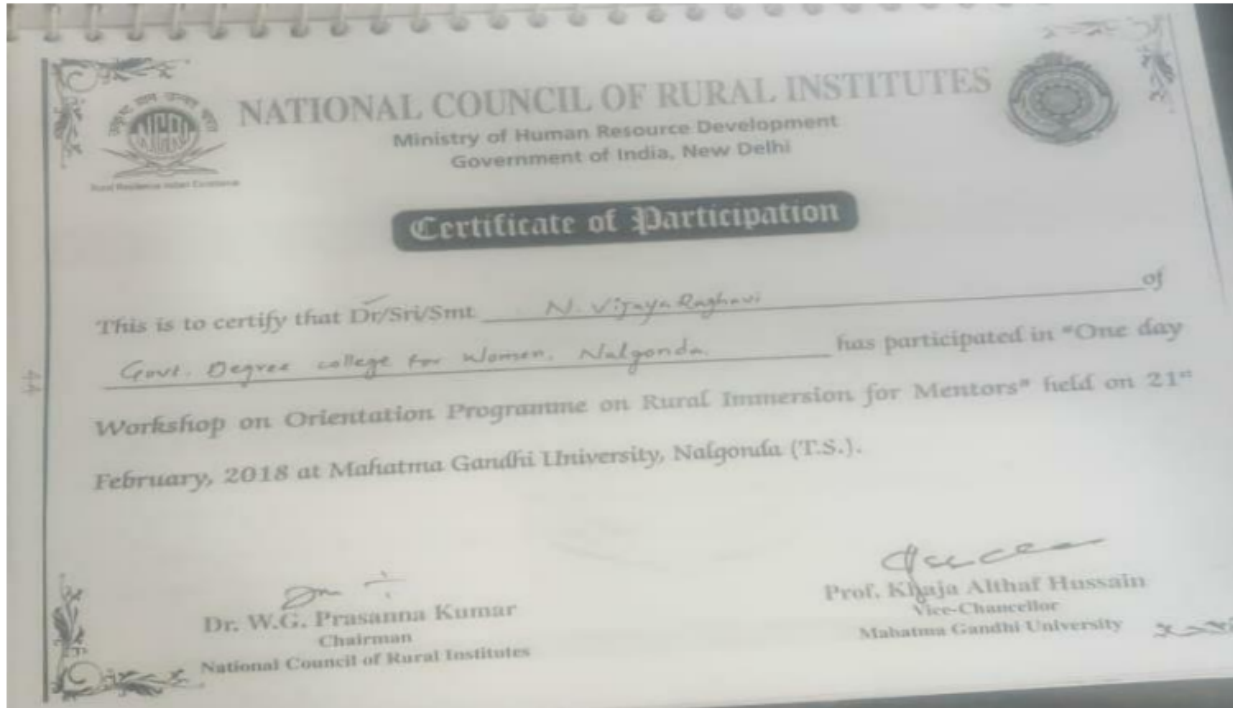 NATIONAL COUNCIL OF RURAL INSTITUTES
Ministry of Human Resource Development
Government of India, New Delhi
Certificate of Participation
This is to certify that Dr/Sri/Smt N. Vijaya Raghavi of
Govt. Degree college for Women. Nalgonda. has participated in "One day
Workshop on Orientation Programme on Rural Immersion for Mentors" held on 21st
February, 2018 at Mahatma Gandhi University, Nalgonda (T.S.).
44
Dr. W.G. Prasanna Kumar
Chairman
National Council of Rural Institutes
Prof. Khaja Althaf Hussain
Vice-Chancellor
Mahatma Gandhi University